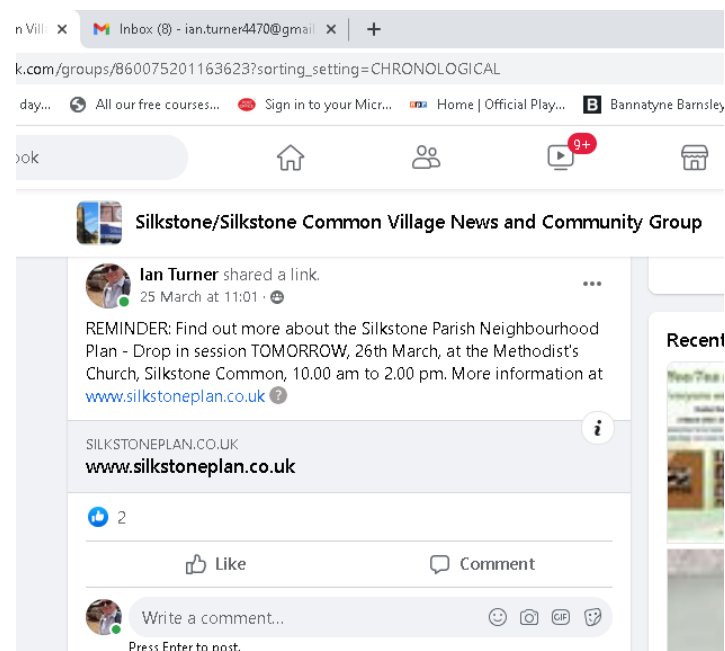 n Vill
Inbox (8) - ian.turner4470@gmail
k.com/groups/860075201163623?sorting_setting=CHRONOLOGICAL
day... All our free courses... Sign in to your Micr... Home | Official Play... B Bannatyne Barnsley
ok
9+
Silkstone/Silkstone Common Village News and Community Group
Ian Turner shared a link.
25 March at 11:01 ·
REMINDER: Find out more about the Silkstone Parish Neighbourhood
Plan - Drop in session TOMORROW, 26th March, at the Methodist's
Church, Silkstone Common, 10.00 am to 2.00 pm. More information at
www.silkstoneplan.co.uk ?
i
SILKSTONEPLAN.CO.UK
www.silkstoneplan.co.uk
2
Like Comment
Write a comment... GIF
Press Enter to post.
Recent